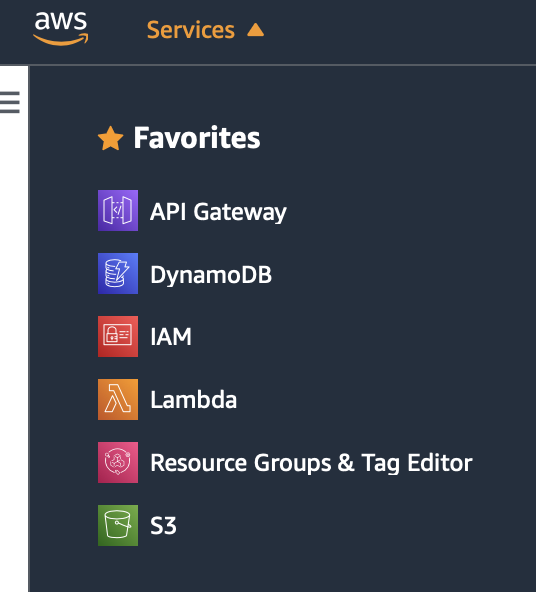 aws
Services
Favorites
API Gateway
DynamoDB
IAM
Lambda
Resource Groups & Tag Editor
S3